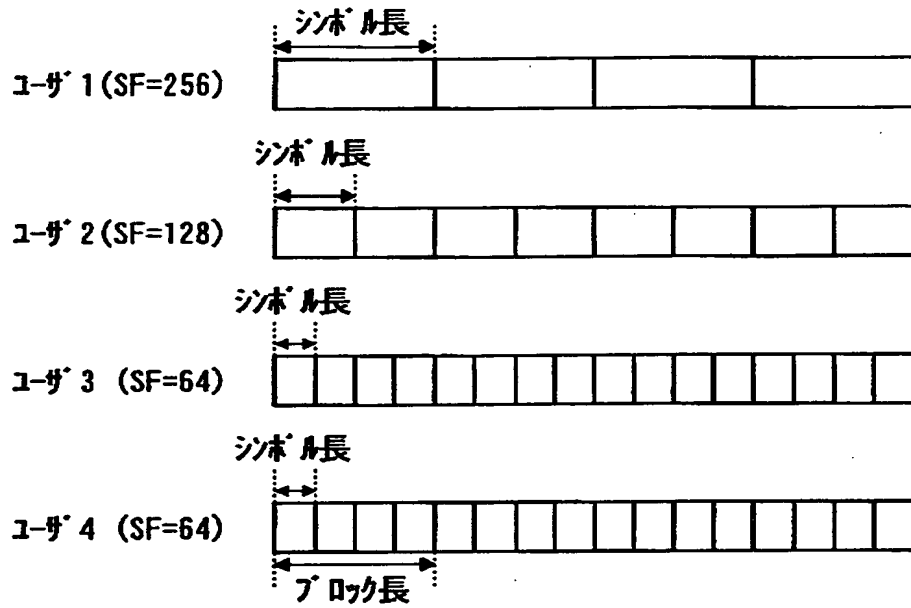 シンボル長
ユーザ1(SF=256)
シンボル長
ユーザ2(SF=128)
シンボル長
ユーザ3 (SF=64)
シンボル長
ユーザ4 (SF=64)
ブロック長